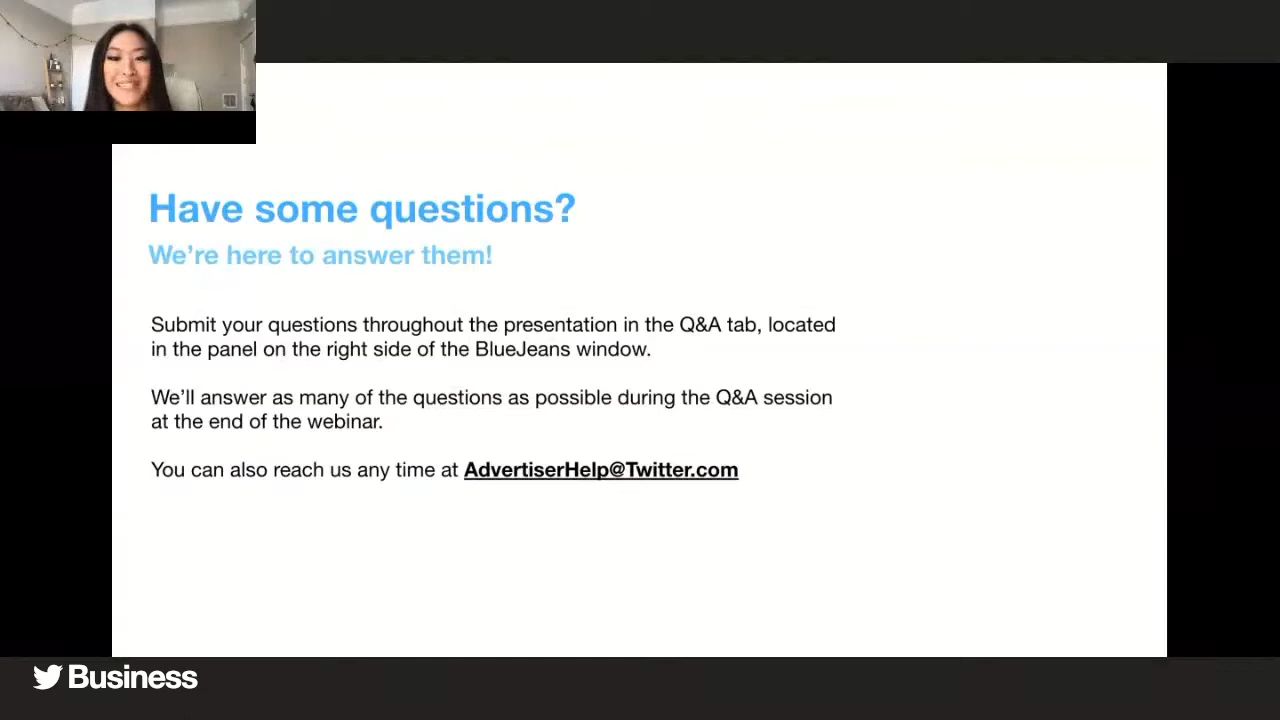 Have some questions?
We're here to answer them!
Submit your questions throughout the presentation in the Q&A tab, located
in the panel on the right side of the BlueJeans window.
We'll answer as many of the questions as possible during the Q&A session
at the end of the webinar.
You can also reach us any time at AdvertiserHelp@Twitter.com
Business